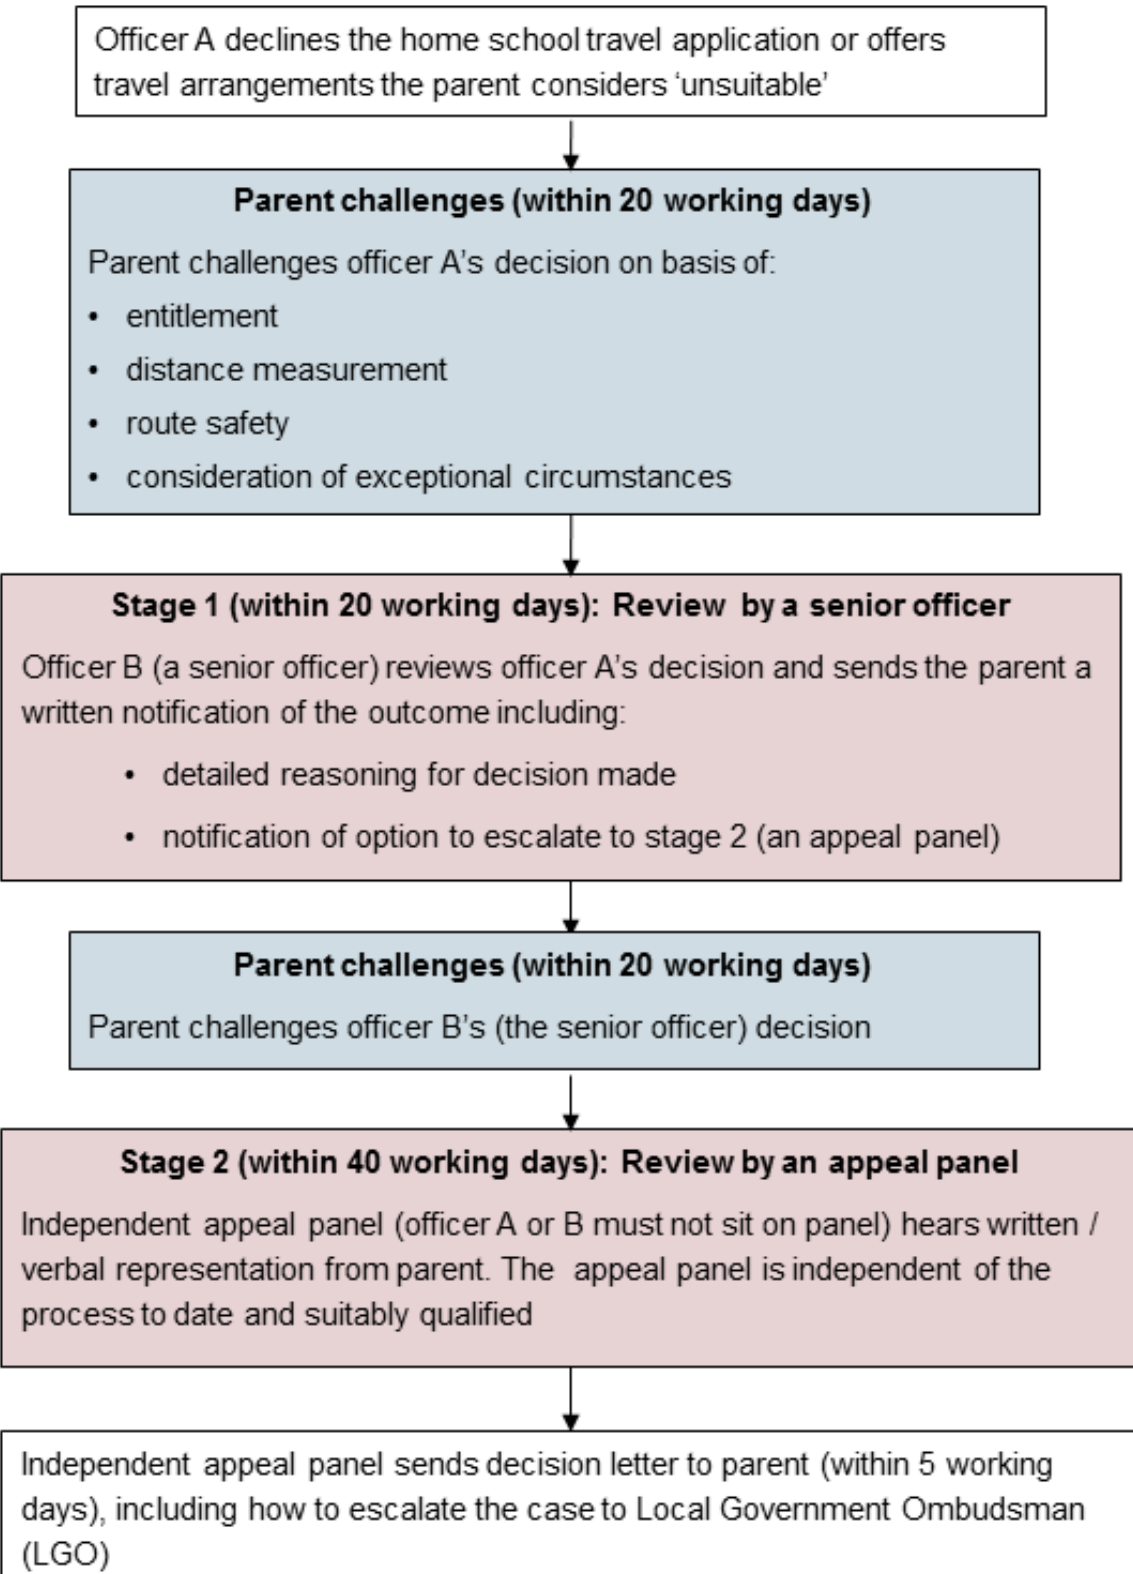 Officer A declines the home school travel application or offers
travel arrangements the parent considers ‘unsuitable’
Parent challenges (within 20 working days)
Parent challenges officer A’s decision on basis of:
• entitlement
• distance measurement
• route safety
• consideration of exceptional circumstances
Stage 1 (within 20 working days): Review by a senior officer
Officer B (a senior officer) reviews officer A’s decision and sends the parent a
written notification of the outcome including:
• detailed reasoning for decision made
• notification of option to escalate to stage 2 (an appeal panel)
Parent challenges (within 20 working days)
Parent challenges officer B’s (the senior officer) decision
Stage 2 (within 40 working days): Review by an appeal panel
Independent appeal panel (officer A or B must not sit on panel) hears written /
verbal representation from parent. The appeal panel is independent of the
process to date and suitably qualified
Independent appeal panel sends decision letter to parent (within 5 working
days), including how to escalate the case to Local Government Ombudsman
(LGO)